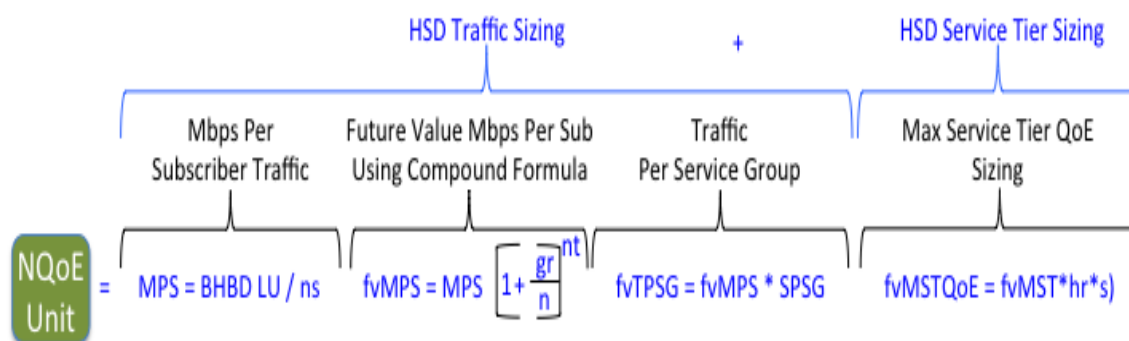 HSD Traffic Sizing + HSD Service Tier Sizing
Mbps Per
Subscriber Traffic
Future Value Mbps Per Sub
Using Compound Formula
Traffic
Per Service Group
Max Service Tier QoE
Sizing
NQoE
Unit
= MPS = BHBD LU / ns
fvMPS = MPS [1+ gr/n]^nt
fvTPSG = fvMPS * SPSG
fvMSTQoE = fvMST*hr*s)